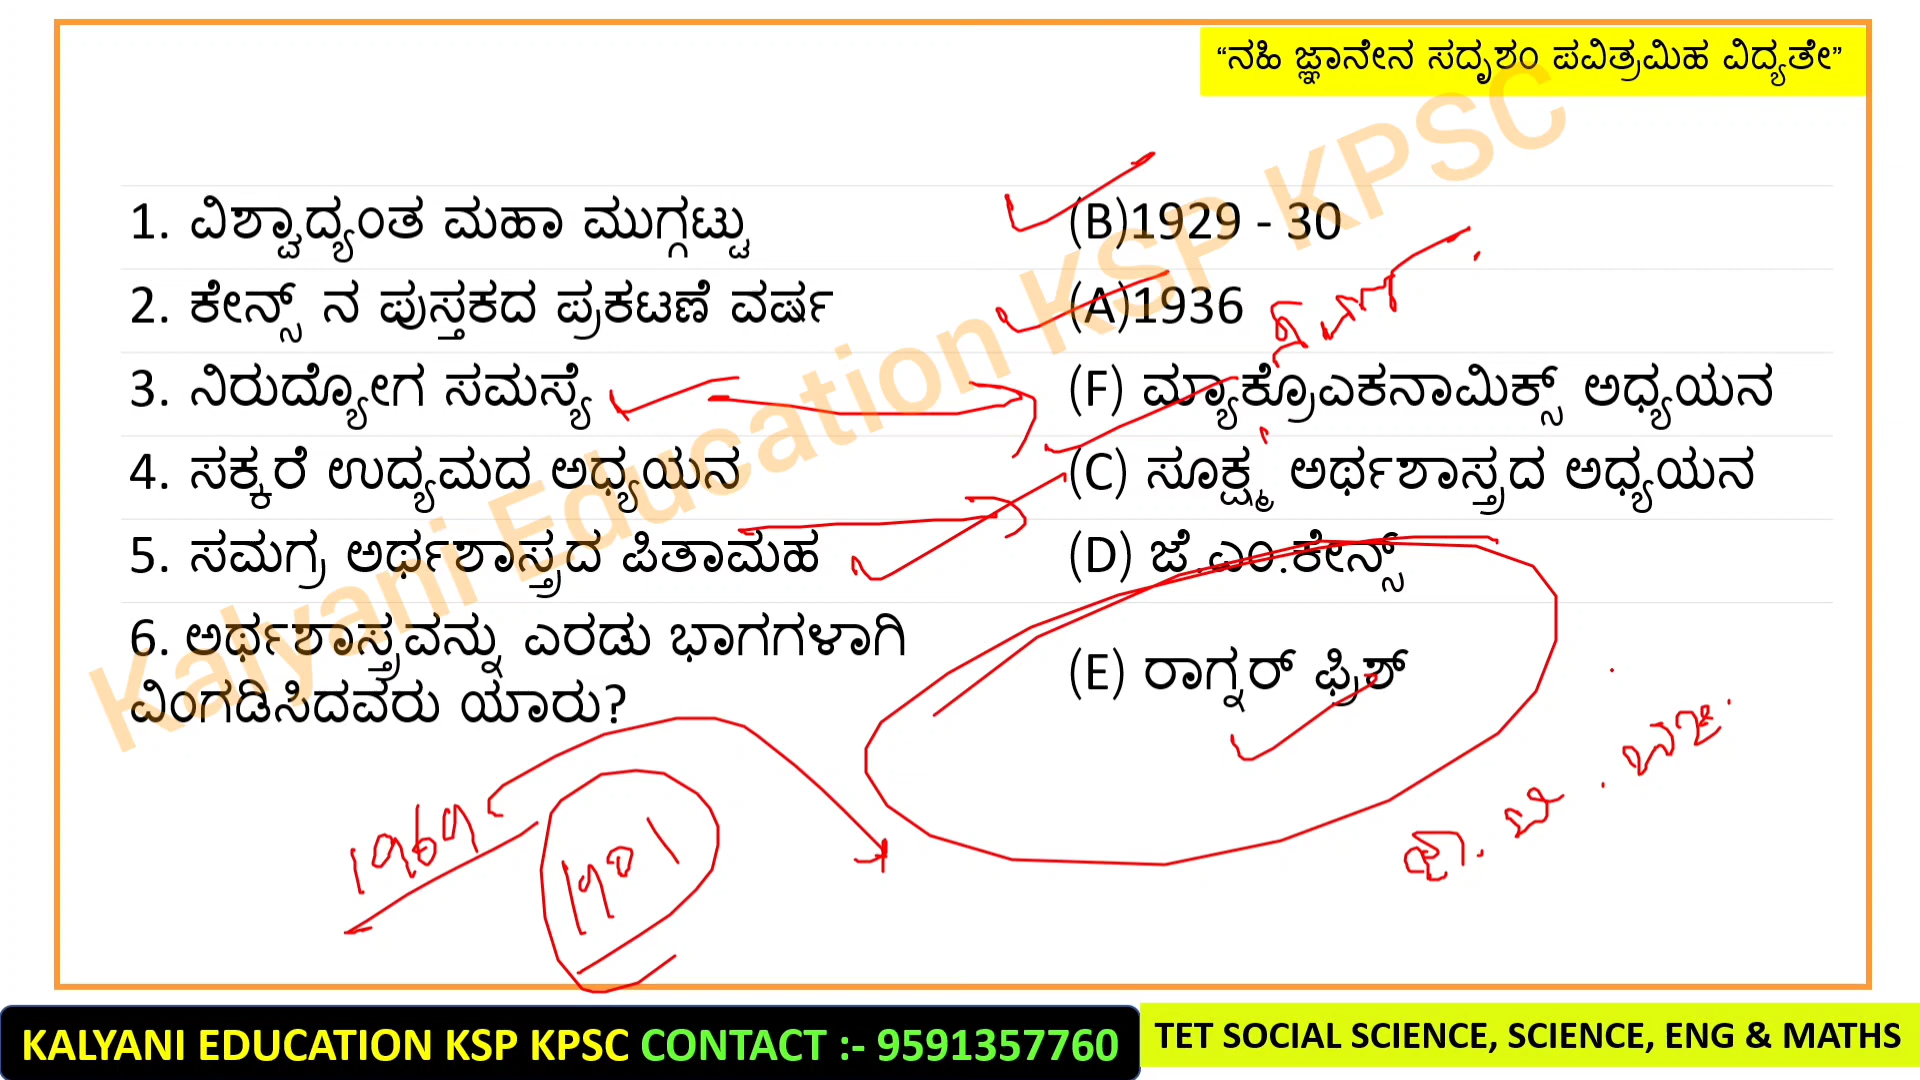 “ನಹಿ ಜ್ಞಾನೇನ ಸದೃಶಂ ಪವಿತ್ರಮಿಹ ವಿದ್ಯತೇ”
1. ವಿಶ್ವಾದ್ಯಂತ ಮಹಾ ಮುಗ್ಗಟ್ಟು (B)1929 - 30
2. ಕೇನ್ಸ್ ನ ಪುಸ್ತಕದ ಪ್ರಕಟಣೆ ವರ್ಷ (A)1936
3. ನಿರುದ್ಯೋಗ ಸಮಸ್ಯೆ (F) ಮ್ಯಾಕ್ರೊಎಕನಾಮಿಕ್ಸ್ ಅಧ್ಯಯನ
4. ಸಕ್ಕರೆ ಉದ್ಯಮದ ಅಧ್ಯಯನ (C) ಸೂಕ್ಷ್ಮ ಅರ್ಥಶಾಸ್ತ್ರದ ಅಧ್ಯಯನ
5. ಸಮಗ್ರ ಅರ್ಥಶಾಸ್ತ್ರದ ಪಿತಾಮಹ (D) ಜೆ.ಎಂ.ಕೇನ್ಸ್
6. ಅರ್ಥಶಾಸ್ತ್ರವನ್ನು ಎರಡು ಭಾಗಗಳಾಗಿ
ವಿಂಗಡಿಸಿದವರು ಯಾರು? (E) ರಾಗ್ನರ್ ಫ್ರಿಶ್
1969
1901
Kalyani Education KSP KPSC
KALYANI EDUCATION KSP KPSC CONTACT :- 9591357760
TET SOCIAL SCIENCE, SCIENCE, ENG & MATHS